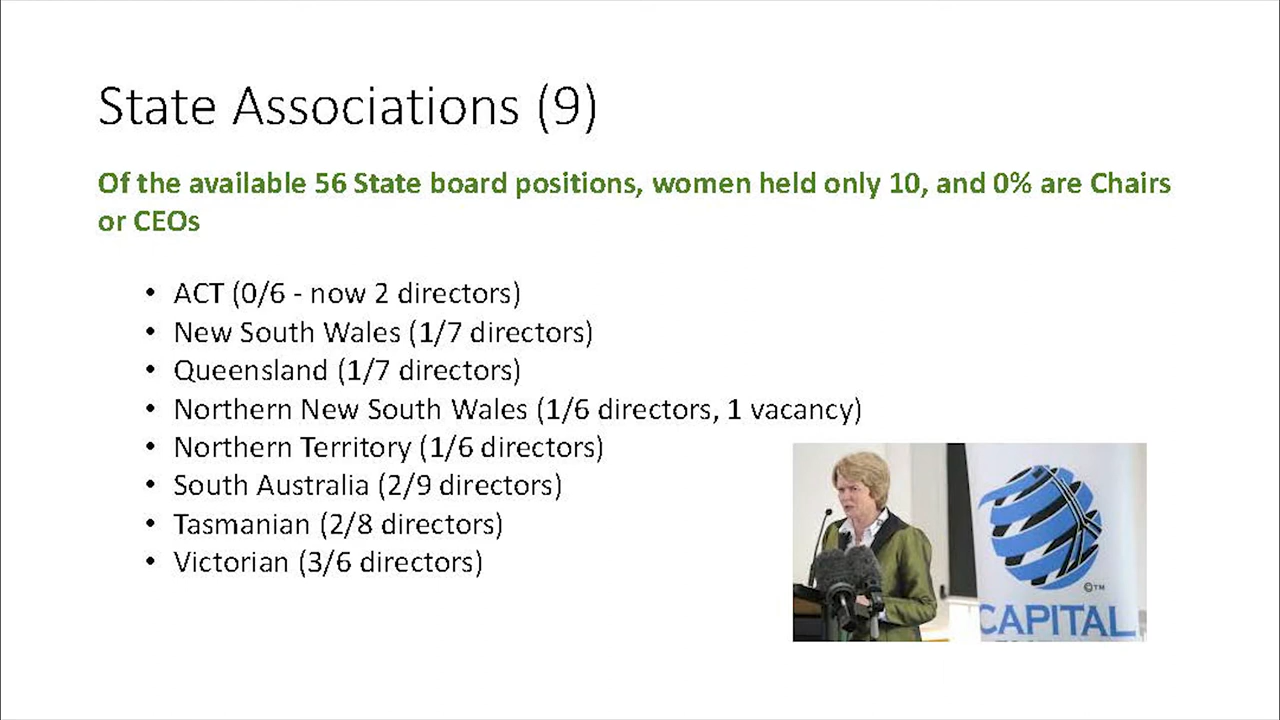 State Associations (9)
Of the available 56 State board positions, women held only 10, and 0% are Chairs
or CEOs
• ACT (0/6 - now 2 directors)
• New South Wales (1/7 directors)
• Queensland (1/7 directors)
• Northern New South Wales (1/6 directors, 1 vacancy)
• Northern Territory (1/6 directors)
• South Australia (2/9 directors)
• Tasmanian (2/8 directors)
• Victorian (3/6 directors)
©™
CAPITAL